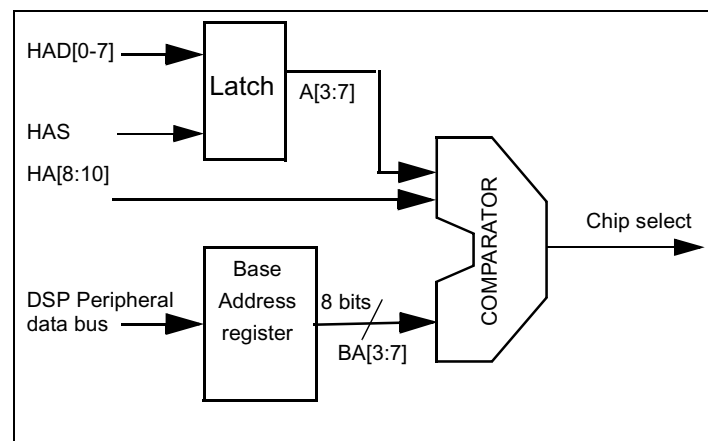 HAD[0-7]
Latch
A[3:7]
HAS
HA[8:10]
COMPARATOR
Chip select
Base
Address
register
DSP Peripheral
data bus
8 bits
BA[3:7]